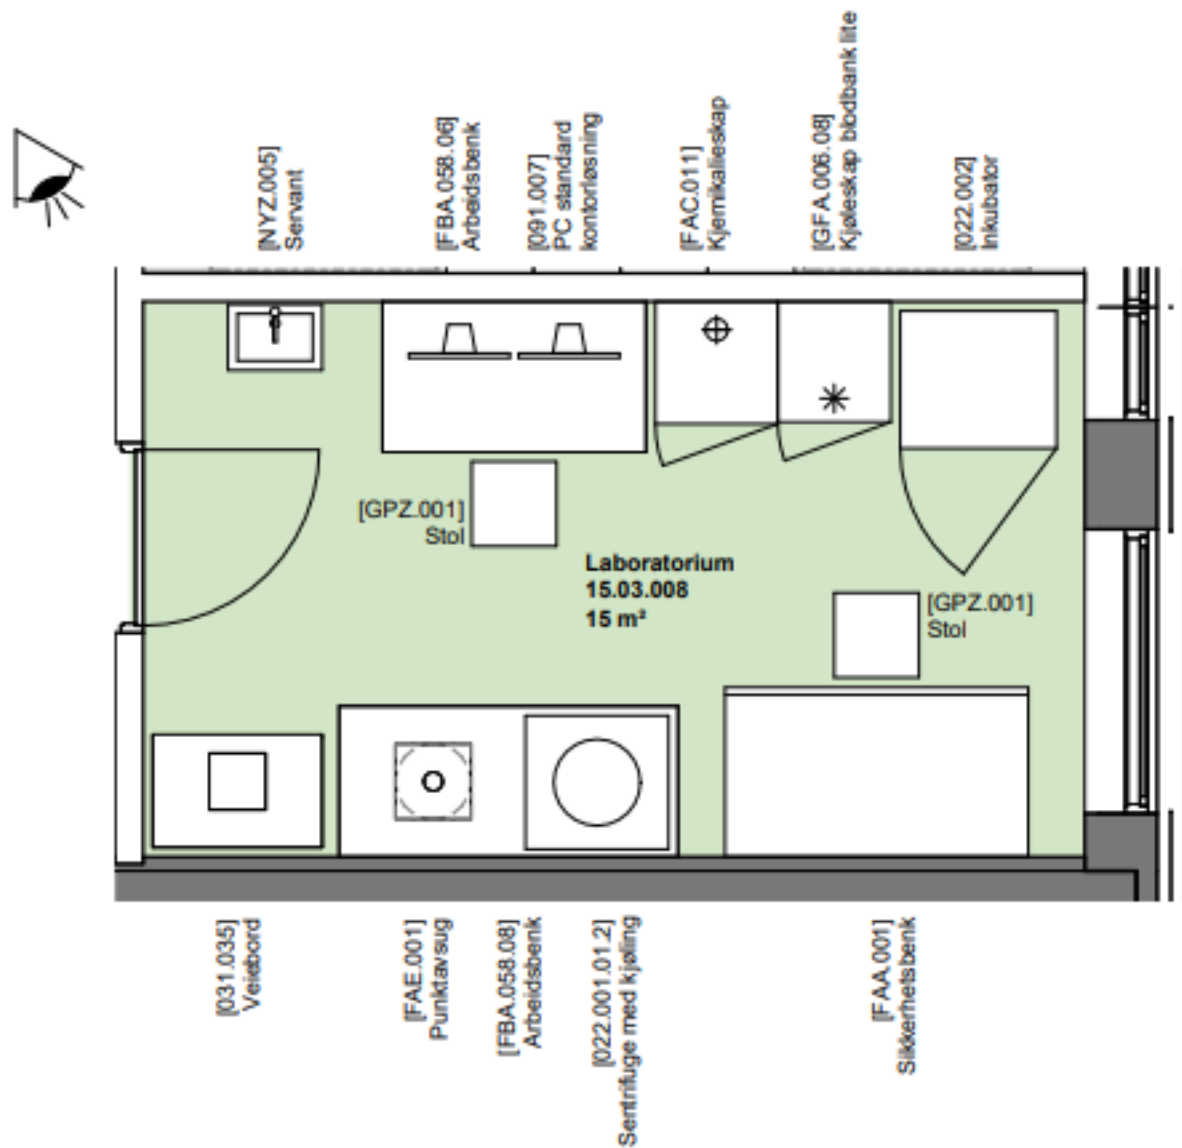 [NYZ.005]
Servant
[FBA.058.06]
Arbeidsbenk
[091.007]
PC standard
kontorløsning
[FAC.011]
Kjemikalieskap
[GFA.006.08]
Kjøleskap blodbank lite
[022.002]
Inkubator
[GPZ.001]
Stol
Laboratorium
15.03.008
15 m²
[GPZ.001]
Stol
[031.035]
Veiebord
[FAE.001]
Punktavsug
[FBA.058.08]
Arbeidsbenk
[022.001.01.2]
Sentrifuge med kjøling
[FAA.001]
Sikkerhetsbenk